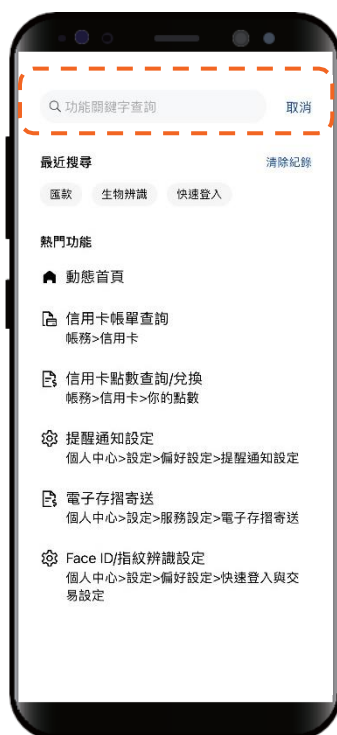 功能關鍵字查詢 取消
最近搜尋 清除紀錄
匯款 生物辨識 快速登入
熱門功能
動態首頁
信用卡帳單查詢
帳務>信用卡
信用卡點數查詢/兌換
帳務>信用卡>你的點數
提醒通知設定
個人中心>設定>偏好設定>提醒通知設定
電子存摺寄送
個人中心>設定>服務設定>電子存摺寄送
Face ID/指紋辨識設定
個人中心>設定>偏好設定>快速登入與交
易設定